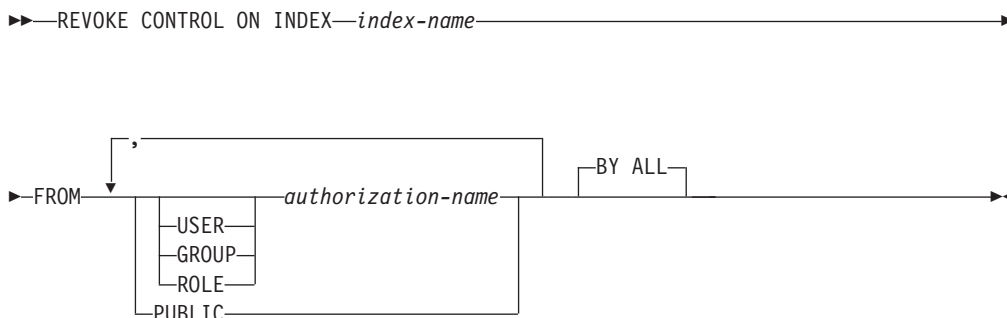 REVOKE CONTROL ON INDEX index-name
,
BY ALL
FROM authorization-name
USER
GROUP
ROLE
PUBLIC